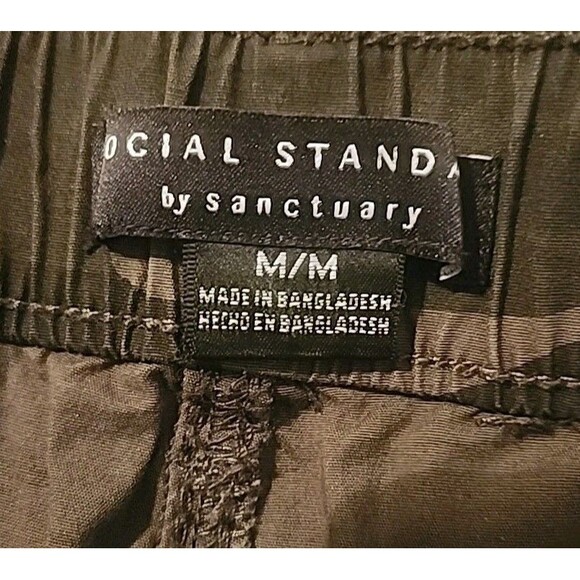 OCIAL STANDA
by sanctuary
M/M
MADE IN BANGLADESH
HECHO EN BANGLADESH